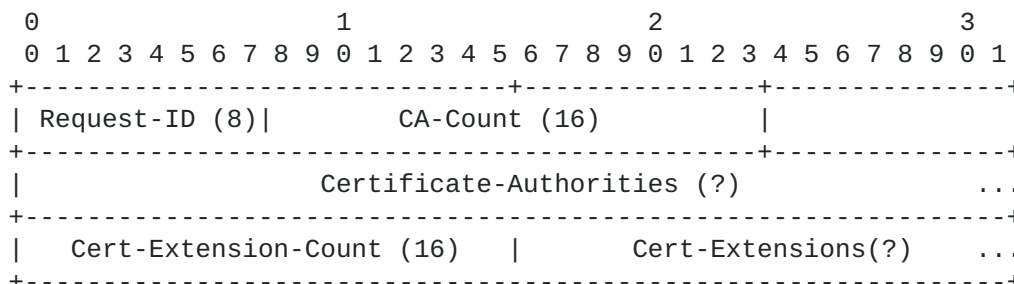 0                   1                   2                   3
 0 1 2 3 4 5 6 7 8 9 0 1 2 3 4 5 6 7 8 9 0 1 2 3 4 5 6 7 8 9 0 1
+-------------------------------+---------------+---------------+
| Request-ID (8)|        CA-Count (16)          |
+-----------------------------------------------+---------------+
|                   Certificate-Authorities (?)               ...
+---------------------------------------------------------------+
|   Cert-Extension-Count (16)   |       Cert-Extensions(?)    ...
+---------------------------------------------------------------+